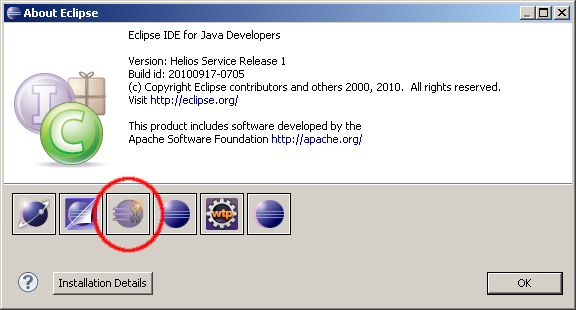 About Eclipse
Eclipse IDE for Java Developers
Version: Helios Service Release 1
Build id: 20100917-0705
(c) Copyright Eclipse contributors and others 2000, 2010.  All rights reserved.
Visit http://eclipse.org/
This product includes software developed by the
Apache Software Foundation http://apache.org/
I
C
wtp
?
Installation Details
OK